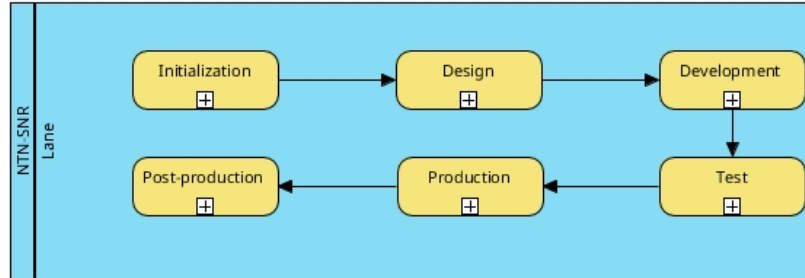 NTN-SNR
Lane
Initialization
Design
Development
Post-production
Production
Test